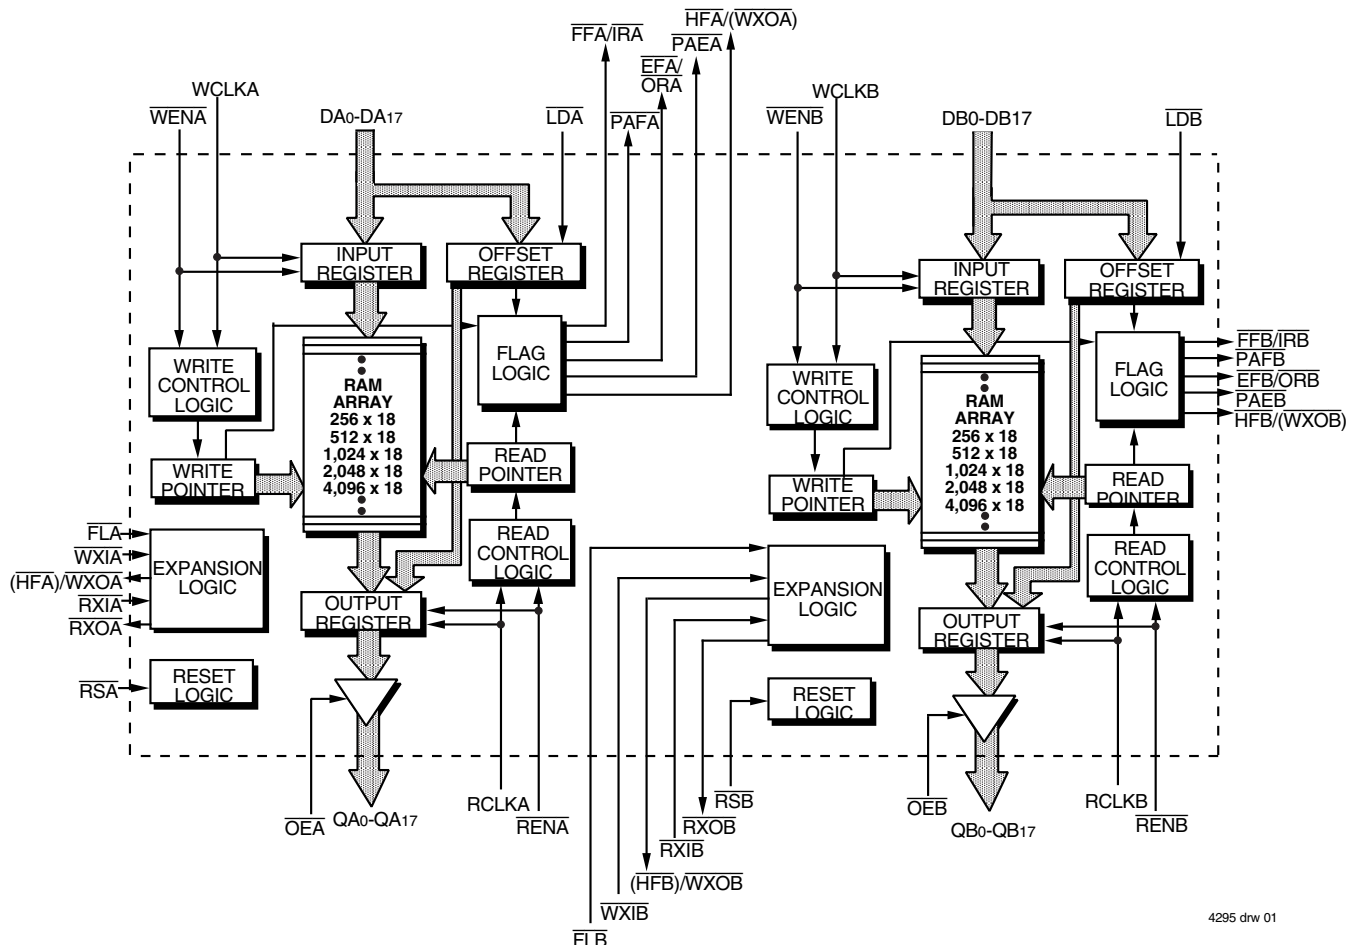 HFA/(WXOA)
FFA/IRA
PAEA
EFA/
ORA
WCLKA
WENA
DA0-DA17
LDA
PAFA
WCLKB
WENB
DB0-DB17
LDB
INPUT
REGISTER
OFFSET
REGISTER
INPUT
REGISTER
OFFSET
REGISTER
WRITE
CONTROL
LOGIC
RAM
ARRAY
256 x 18
512 x 18
1,024 x 18
2,048 x 18
4,096 x 18
FLAG
LOGIC
WRITE
POINTER
READ
POINTER
READ
CONTROL
LOGIC
WRITE
CONTROL
LOGIC
RAM
ARRAY
256 x 18
512 x 18
1,024 x 18
2,048 x 18
4,096 x 18
FLAG
LOGIC
FFB/IRB
PAFB
EFB/ORB
PAEB
HFB/(WXOB)
WRITE
POINTER
READ
POINTER
READ
CONTROL
LOGIC
FLA
WXIA
(HFA)/WXOA
RXIA
RXOA
EXPANSION
LOGIC
OUTPUT
REGISTER
EXPANSION
LOGIC
OUTPUT
REGISTER
RSA
RESET
LOGIC
RESET
LOGIC
OEA
QA0-QA17
RCLKA
RENA
RSB
RXOB
RXIB
(HFB)/WXOB
WXIB
FLB
OEB
QB0-QB17
RCLKB
RENB
4295 drw 01